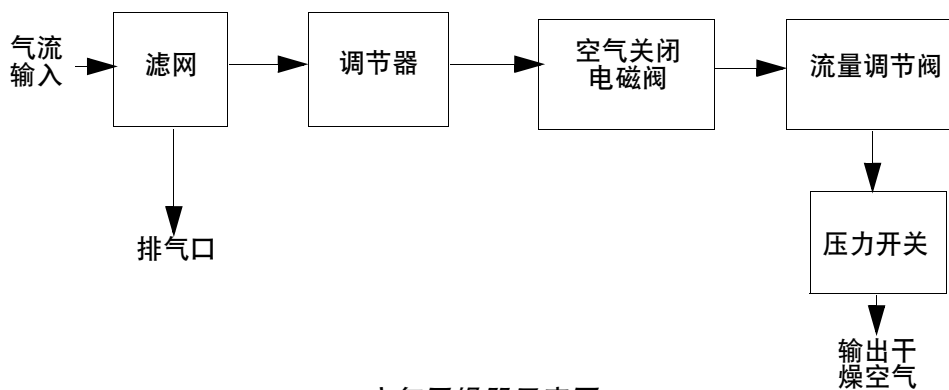 气流
输入
滤网
调节器
空气关闭
电磁阀
流量调节阀
排气口
压力开关
输出干
燥空气